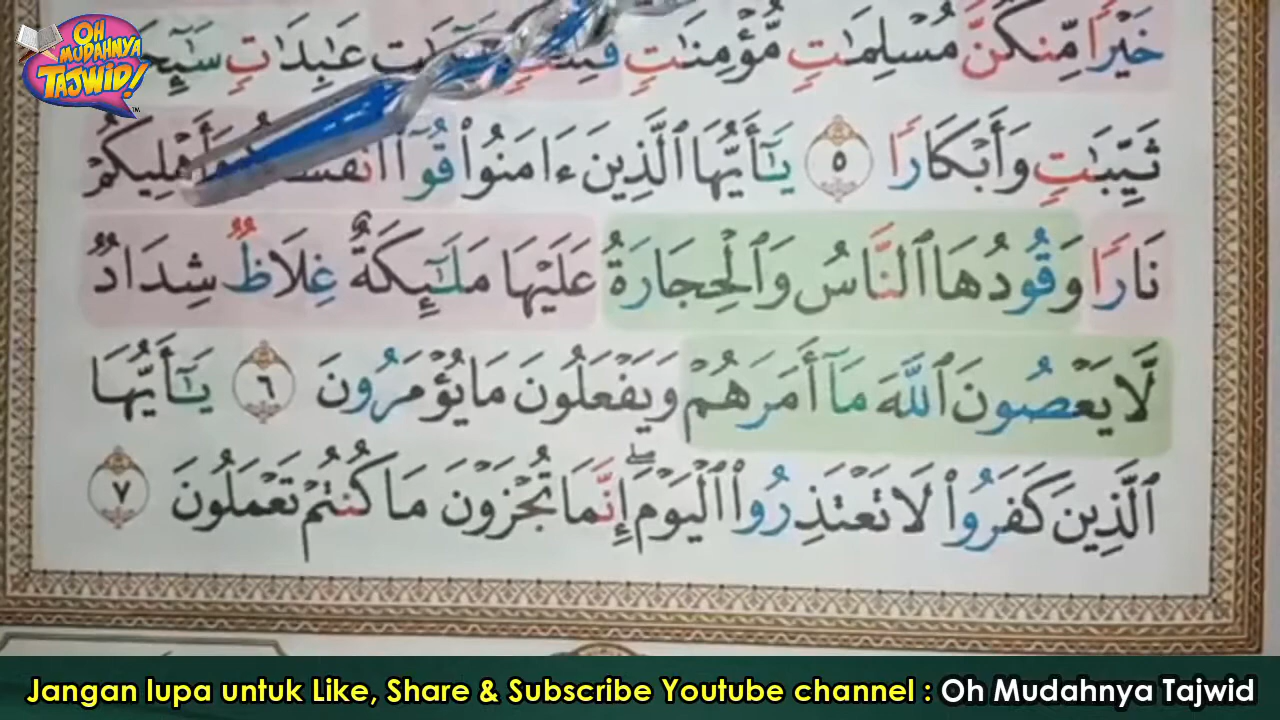 OH
MUDAHNYA
TAJWID!
خَيْرًا مِّنكُنَّ مُسْلِمَٰتٍ مُّؤْمِنَٰتٍ عَٰبِدَٰتٍ
ثَيِّبَٰتٍ وَأَبْكَارًا ٥ يَٰٓأَيُّهَا ٱلَّذِينَ ءَامَنُوا۟ قُوٓا۟ وَأَهْلِيكُمْ
نَارًا وَقُودُهَا ٱلنَّاسُ وَٱلْحِجَارَةُ عَلَيْهَا مَلَٰٓئِكَةٌ غِلَاظٌ شِدَادٌ
لَّا يَعْصُونَ ٱللَّهَ مَآ أَمَرَهُمْ وَيَفْعَلُونَ مَا يُؤْمَرُونَ ٦ يَٰٓأَيُّهَا
ٱلَّذِينَ كَفَرُوا۟ لَا تَعْتَذِرُوا۟ ٱلْيَوْمَ ۖ إِنَّمَا تُجْزَوْنَ مَا كُنتُمْ تَعْمَلُونَ ٧
Jangan lupa untuk Like, Share & Subscribe Youtube channel : Oh Mudahnya Tajwid